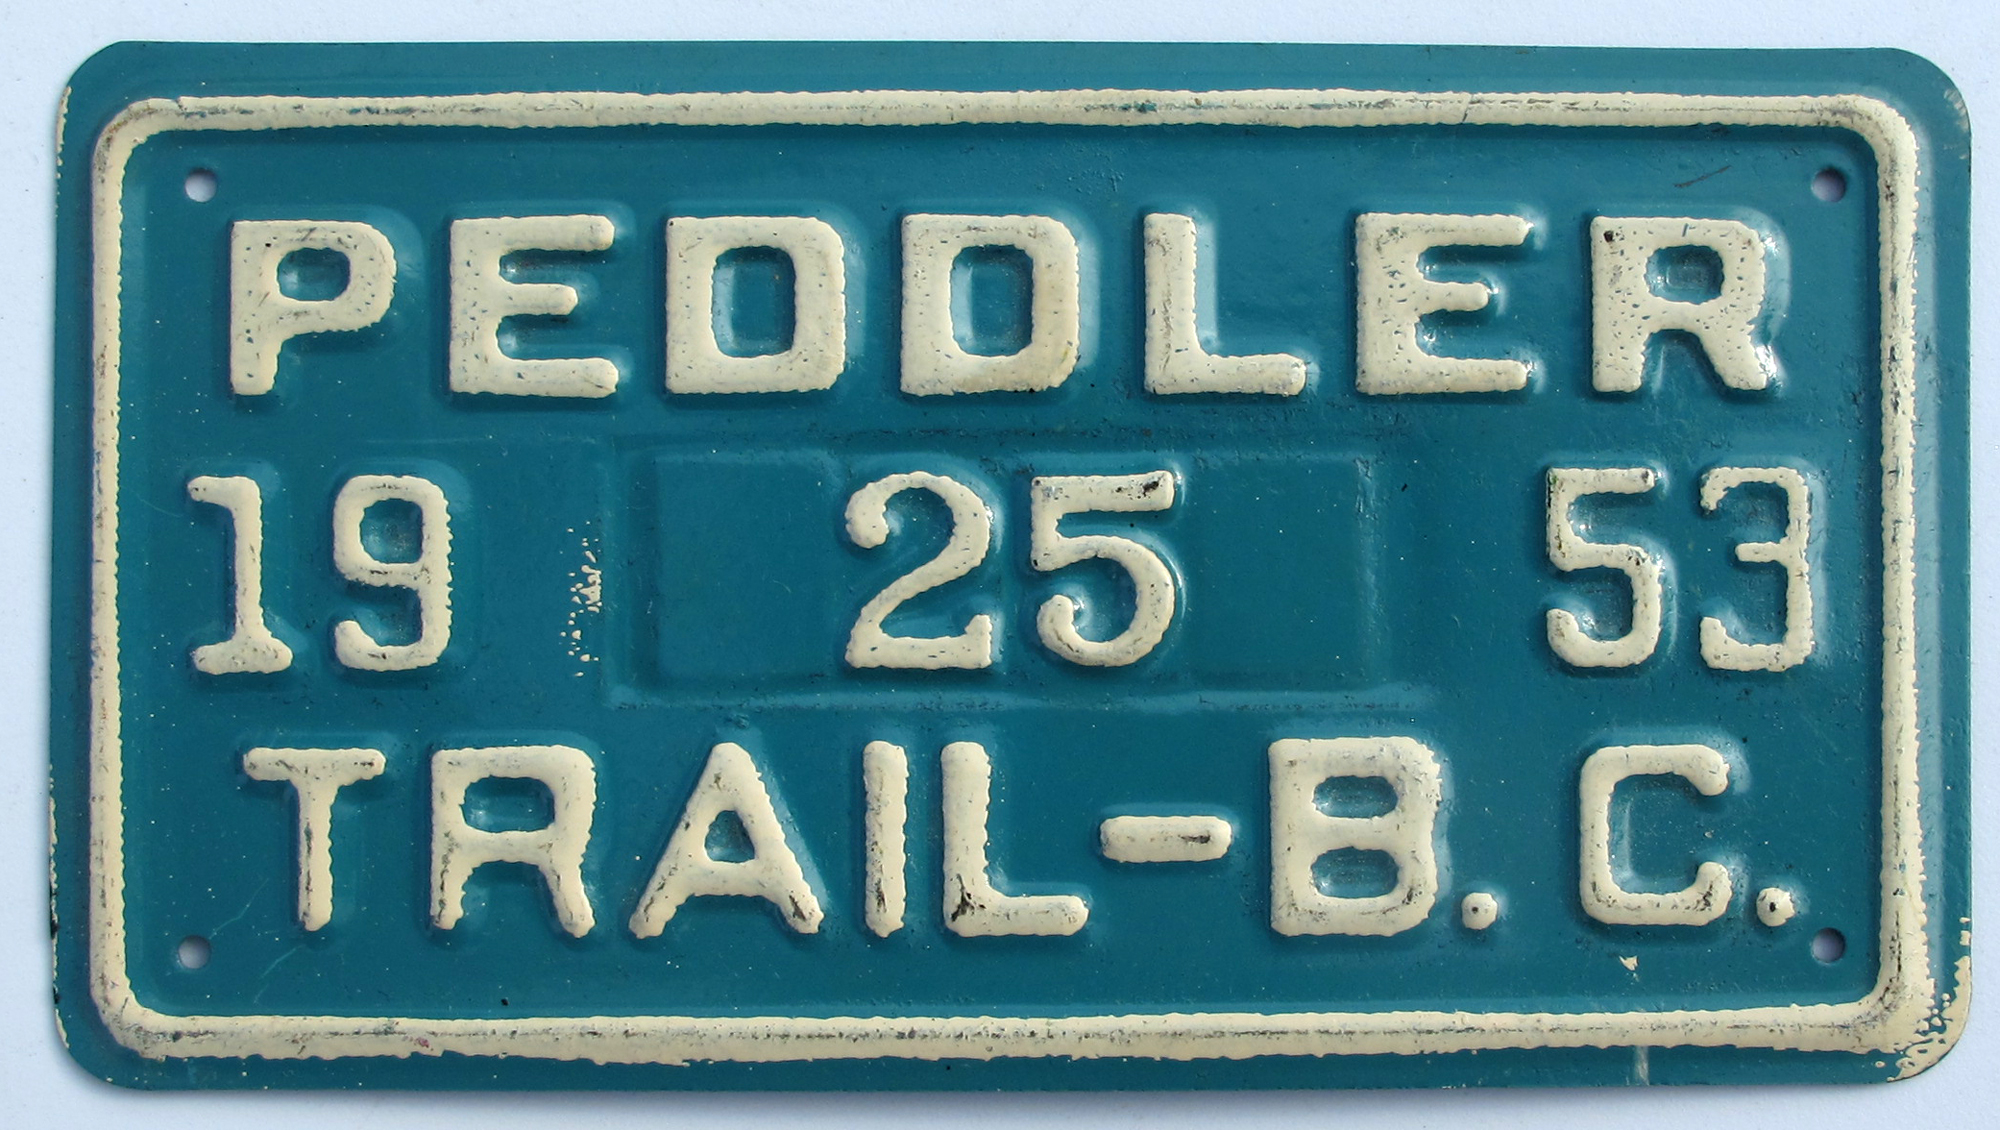 PEDDLER
19 25 53
TRAIL-B.C.